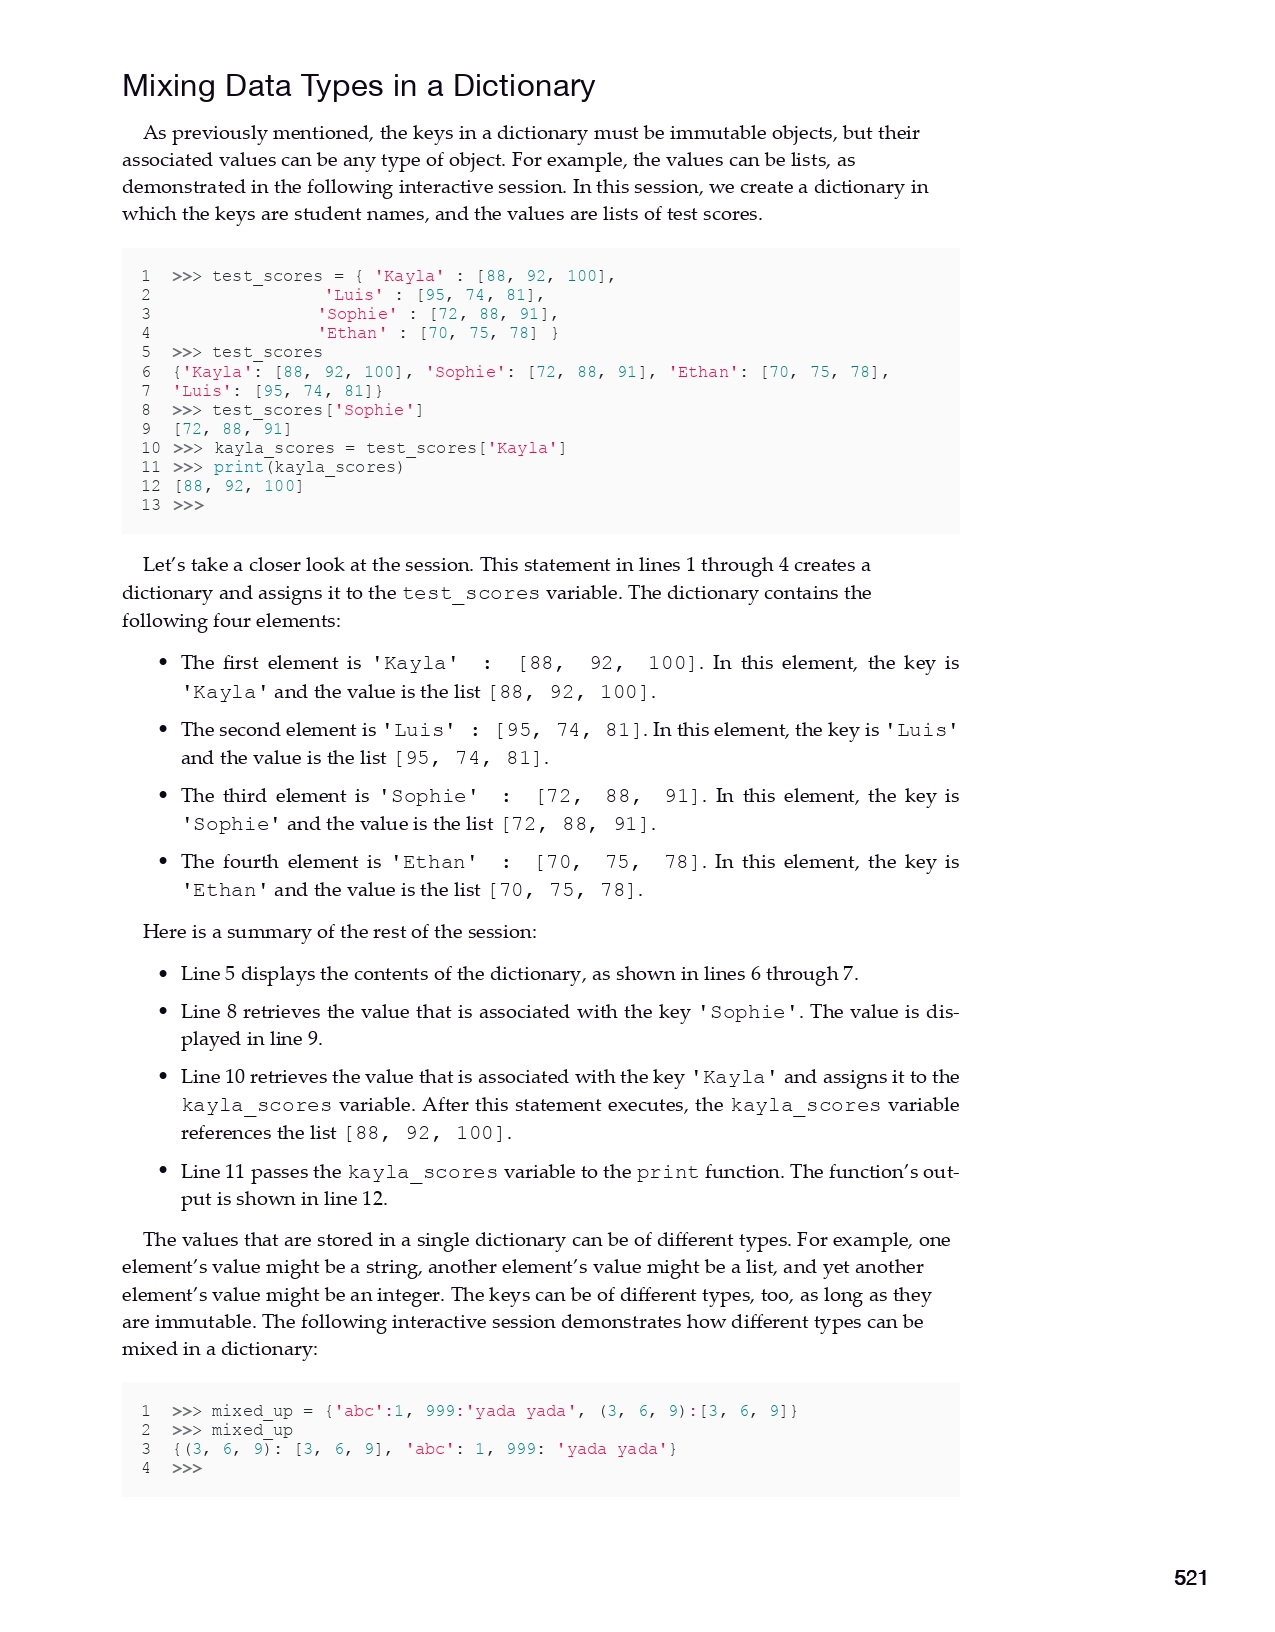 Mixing Data Types in a Dictionary
As previously mentioned, the keys in a dictionary must be immutable objects, but their
associated values can be any type of object. For example, the values can be lists, as
demonstrated in the following interactive session. In this session, we create a dictionary in
which the keys are student names, and the values are lists of test scores.
1 >>> test_scores = { 'Kayla' : [88, 92, 100],
2 'Luis' : [95, 74, 81],
3 'Sophie' : [72, 88, 91],
4 'Ethan' : [70, 75, 78] }
5 >>> test_scores
6 {'Kayla': [88, 92, 100], 'Sophie': [72, 88, 91], 'Ethan': [70, 75, 78],
7 'Luis': [95, 74, 81]}
8 >>> test_scores['Sophie']
9 [72, 88, 91]
10 >>> kayla_scores = test_scores['Kayla']
11 >>> print(kayla_scores)
12 [88, 92, 100]
13 >>>
Let’s take a closer look at the session. This statement in lines 1 through 4 creates a
dictionary and assigns it to the test_scores variable. The dictionary contains the
following four elements:
• The first element is 'Kayla' : [88, 92, 100]. In this element, the key is
'Kayla' and the value is the list [88, 92, 100].
• The second element is 'Luis' : [95, 74, 81]. In this element, the key is 'Luis'
and the value is the list [95, 74, 81].
• The third element is 'Sophie' : [72, 88, 91]. In this element, the key is
'Sophie' and the value is the list [72, 88, 91].
• The fourth element is 'Ethan' : [70, 75, 78]. In this element, the key is
'Ethan' and the value is the list [70, 75, 78].
Here is a summary of the rest of the session:
• Line 5 displays the contents of the dictionary, as shown in lines 6 through 7.
• Line 8 retrieves the value that is associated with the key 'Sophie'. The value is dis-
played in line 9.
• Line 10 retrieves the value that is associated with the key 'Kayla' and assigns it to the
kayla_scores variable. After this statement executes, the kayla_scores variable
references the list [88, 92, 100].
• Line 11 passes the kayla_scores variable to the print function. The function’s out-
put is shown in line 12.
The values that are stored in a single dictionary can be of different types. For example, one
element’s value might be a string, another element’s value might be a list, and yet another
element’s value might be an integer. The keys can be of different types, too, as long as they
are immutable. The following interactive session demonstrates how different types can be
mixed in a dictionary:
1 >>> mixed_up = {'abc':1, 999:'yada yada', (3, 6, 9):[3, 6, 9]}
2 >>> mixed_up
3 {(3, 6, 9): [3, 6, 9], 'abc': 1, 999: 'yada yada'}
4 >>>
521